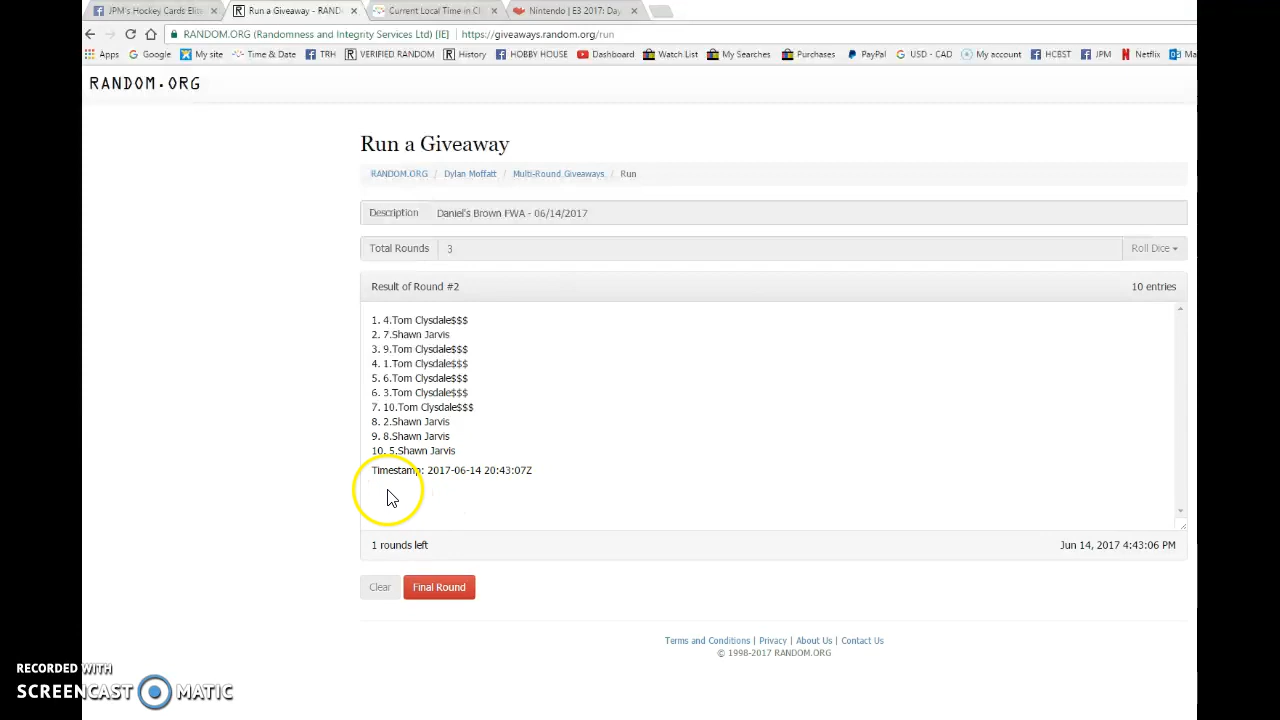 JPM's Hockey Cards Elite
Run a Giveaway - RAND
Current Local Time in Cl
Nintendo | E3 2017: Day
RANDOM.ORG (Randomness and Integrity Services Ltd) [IE] https://giveaways.random.org/run
Apps Google My site Time & Date TRH VERIFIED RANDOM History HOBBY HOUSE Dashboard Watch List My Searches Purchases PayPal USD - CAD My account HCBST JPM Netflix Ma
RANDOM.ORG
Run a Giveaway
RANDOM.ORG / Dylan Moffatt / Multi-Round Giveaways / Run
Description Daniel's Brown FWA - 06/14/2017
Total Rounds 3 Roll Dice
Result of Round #2 10 entries
1. 4.Tom Clysdale$$$
2. 7.Shawn Jarvis
3. 9.Tom Clysdale$$$
4. 1.Tom Clysdale$$$
5. 6.Tom Clysdale$$$
6. 3.Tom Clysdale$$$
7. 10.Tom Clysdale$$$
8. 2.Shawn Jarvis
9. 8.Shawn Jarvis
10. 5.Shawn Jarvis
Timestamp: 2017-06-14 20:43:07Z
1 rounds left Jun 14, 2017 4:43:06 PM
Clear Final Round
Terms and Conditions | Privacy | About Us | Contact Us
© 1998-2017 RANDOM.ORG
RECORDED WITH
SCREENCAST MATIC